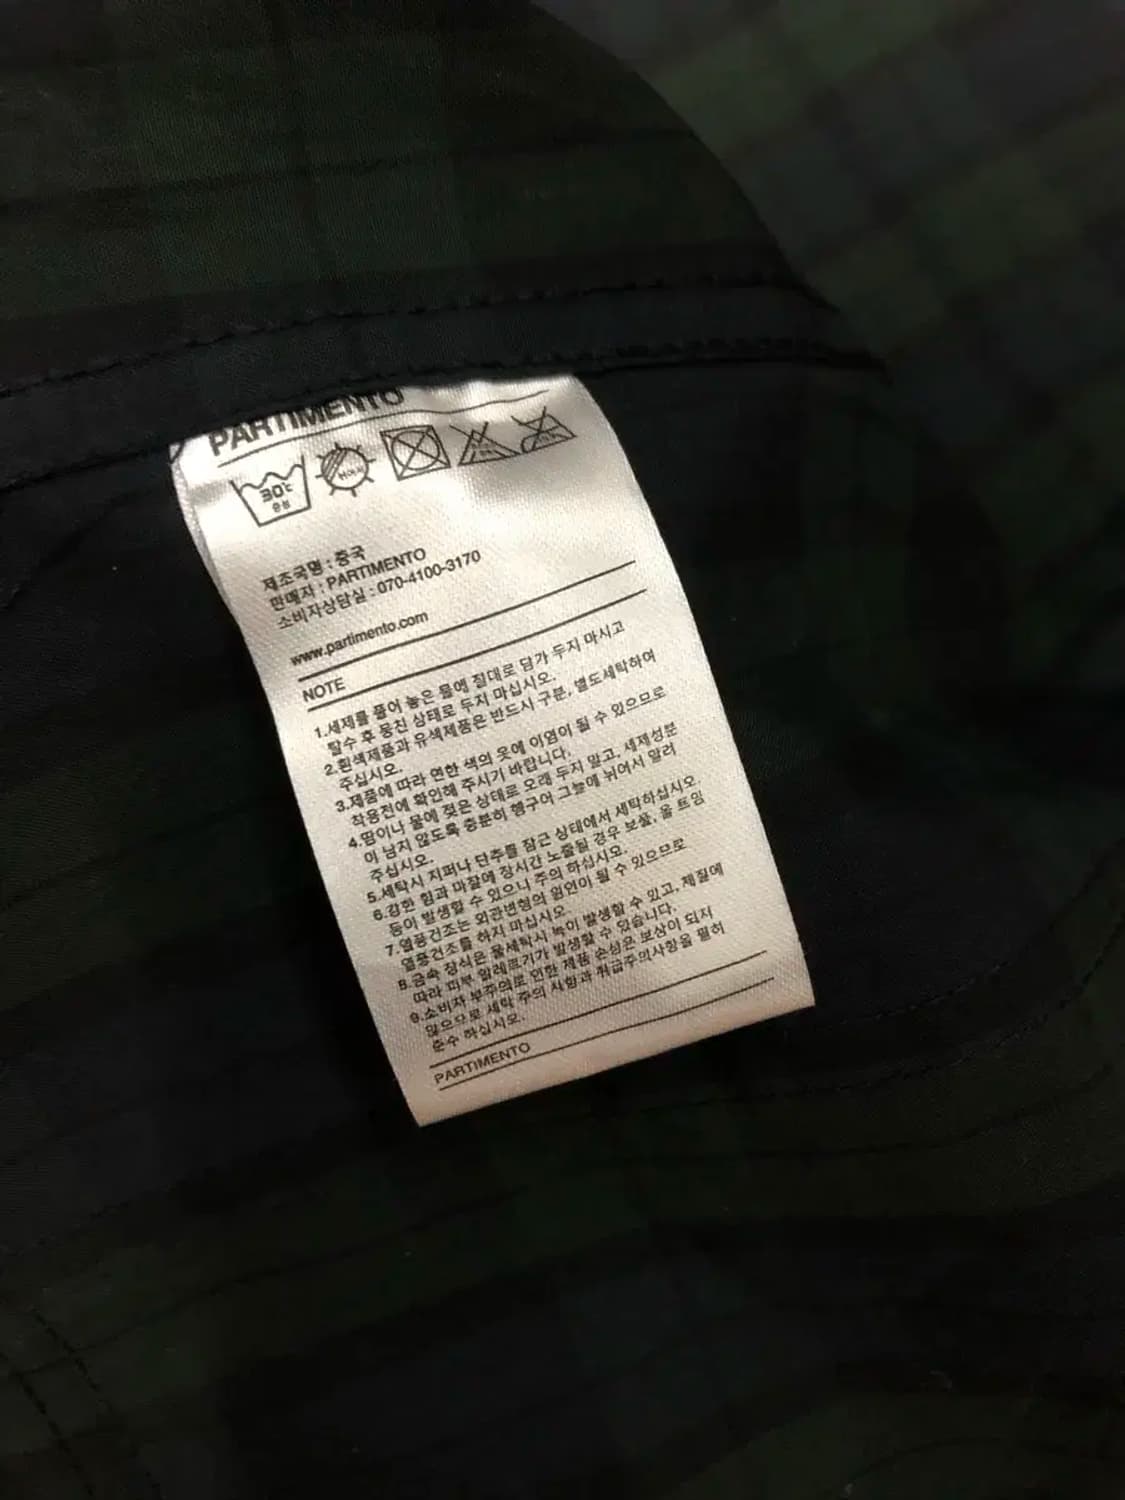 PARTIMENTO
30℃
중성
제조국명 : 중국
판매자 : PARTIMENTO
소비자상담실 : 070-4100-3170
www.partimento.com
NOTE
1.세제를 풀어 놓은 물에 절대로 담가 두지 마시고
탈수 후 뭉친 상태로 두지 마십시오.
2.흰색제품과 유색제품은 반드시 구분, 별도세탁하여
주십시오.
3.제품에 따라 연한 색의 옷에 이염이 될 수 있으므로
착용전에 확인해 주시기 바랍니다.
4.땀이나 물에 젖은 상태로 오래 두지 말고, 세제성분
이 남지 않도록 충분히 헹구어 그늘에 뉘어서 말려
주십시오.
5.세탁시 지퍼나 단추를 잠근 상태에서 세탁하십시오.
6.강한 힘과 마찰에 장시간 노출될 경우 보쌀, 올 트임
등이 발생할 수 있으니 주의 하십시오.
7.열풍건조는 외관변형의 원인이 될 수 있으므로
열풍건조를 하지 마십시오.
8.금속 장식은 물세탁시 녹이 발생할 수 있고, 체질에
따라 피부 알레르기가 발생할 수 있습니다.
9.소비자 부주의로 인한 제품 손상은 보상이 되지
않으므로 세탁 주의 사항과 취급주의사항을 필히
준수 하십시오.
PARTIMENTO